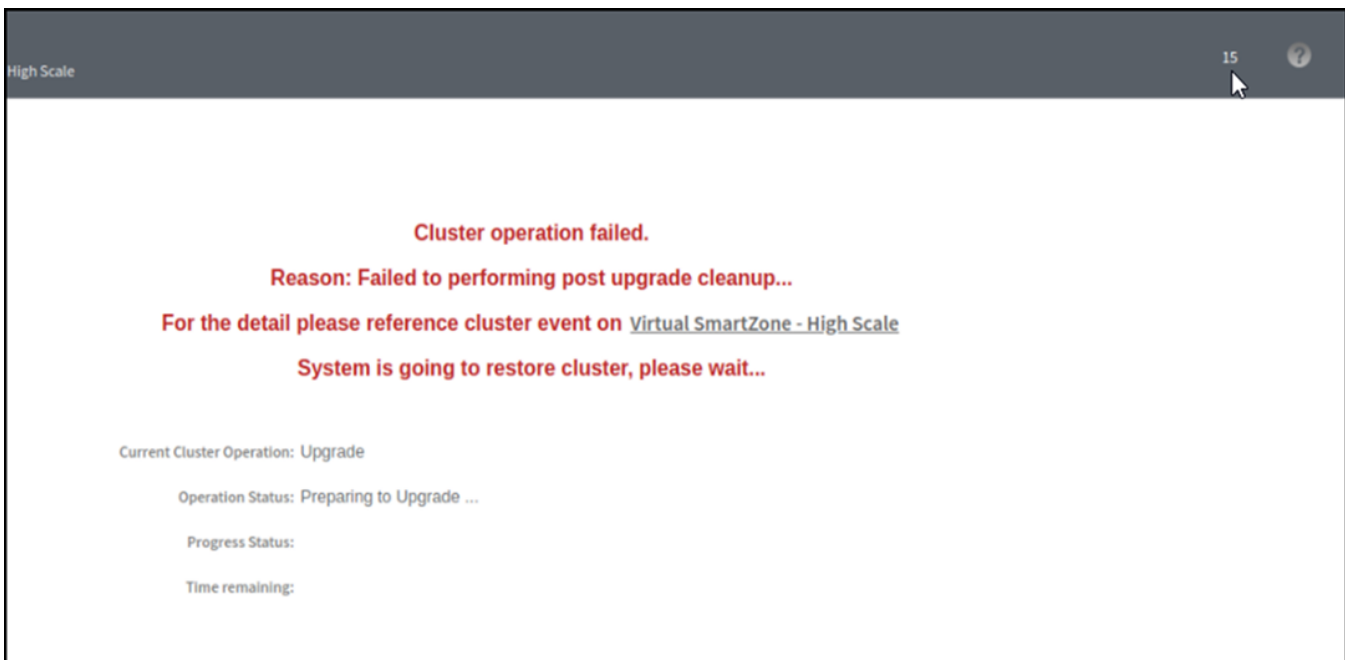 High Scale
15
?
Cluster operation failed.
Reason: Failed to performing post upgrade cleanup...
For the detail please reference cluster event on Virtual SmartZone - High Scale
System is going to restore cluster, please wait...
Current Cluster Operation: Upgrade
Operation Status: Preparing to Upgrade ...
Progress Status:
Time remaining: